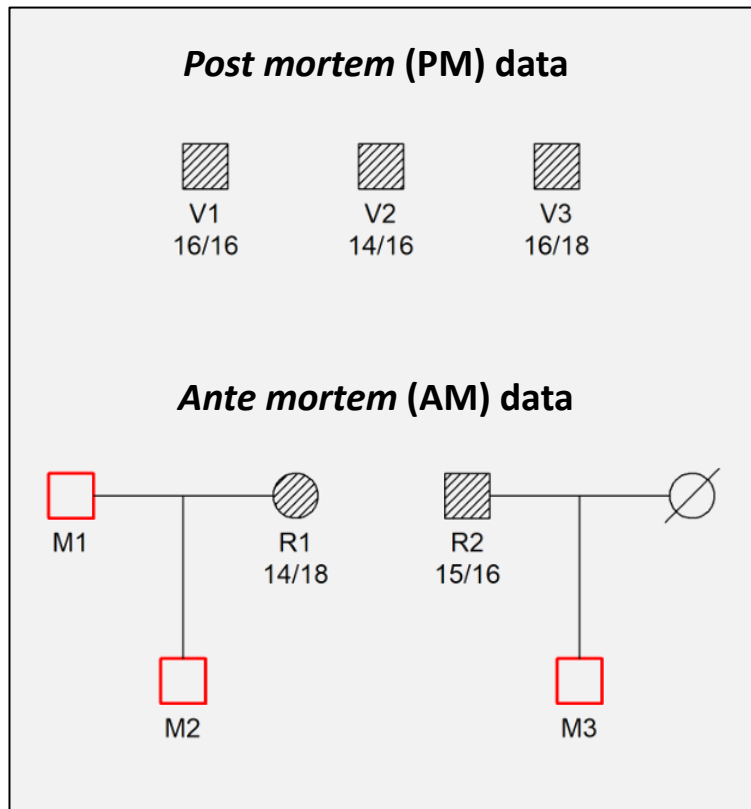 Post mortem (PM) data
V1 V2 V3
16/16 14/16 16/18
Ante mortem (AM) data
M1 R1 R2
14/18 15/16
M2 M3